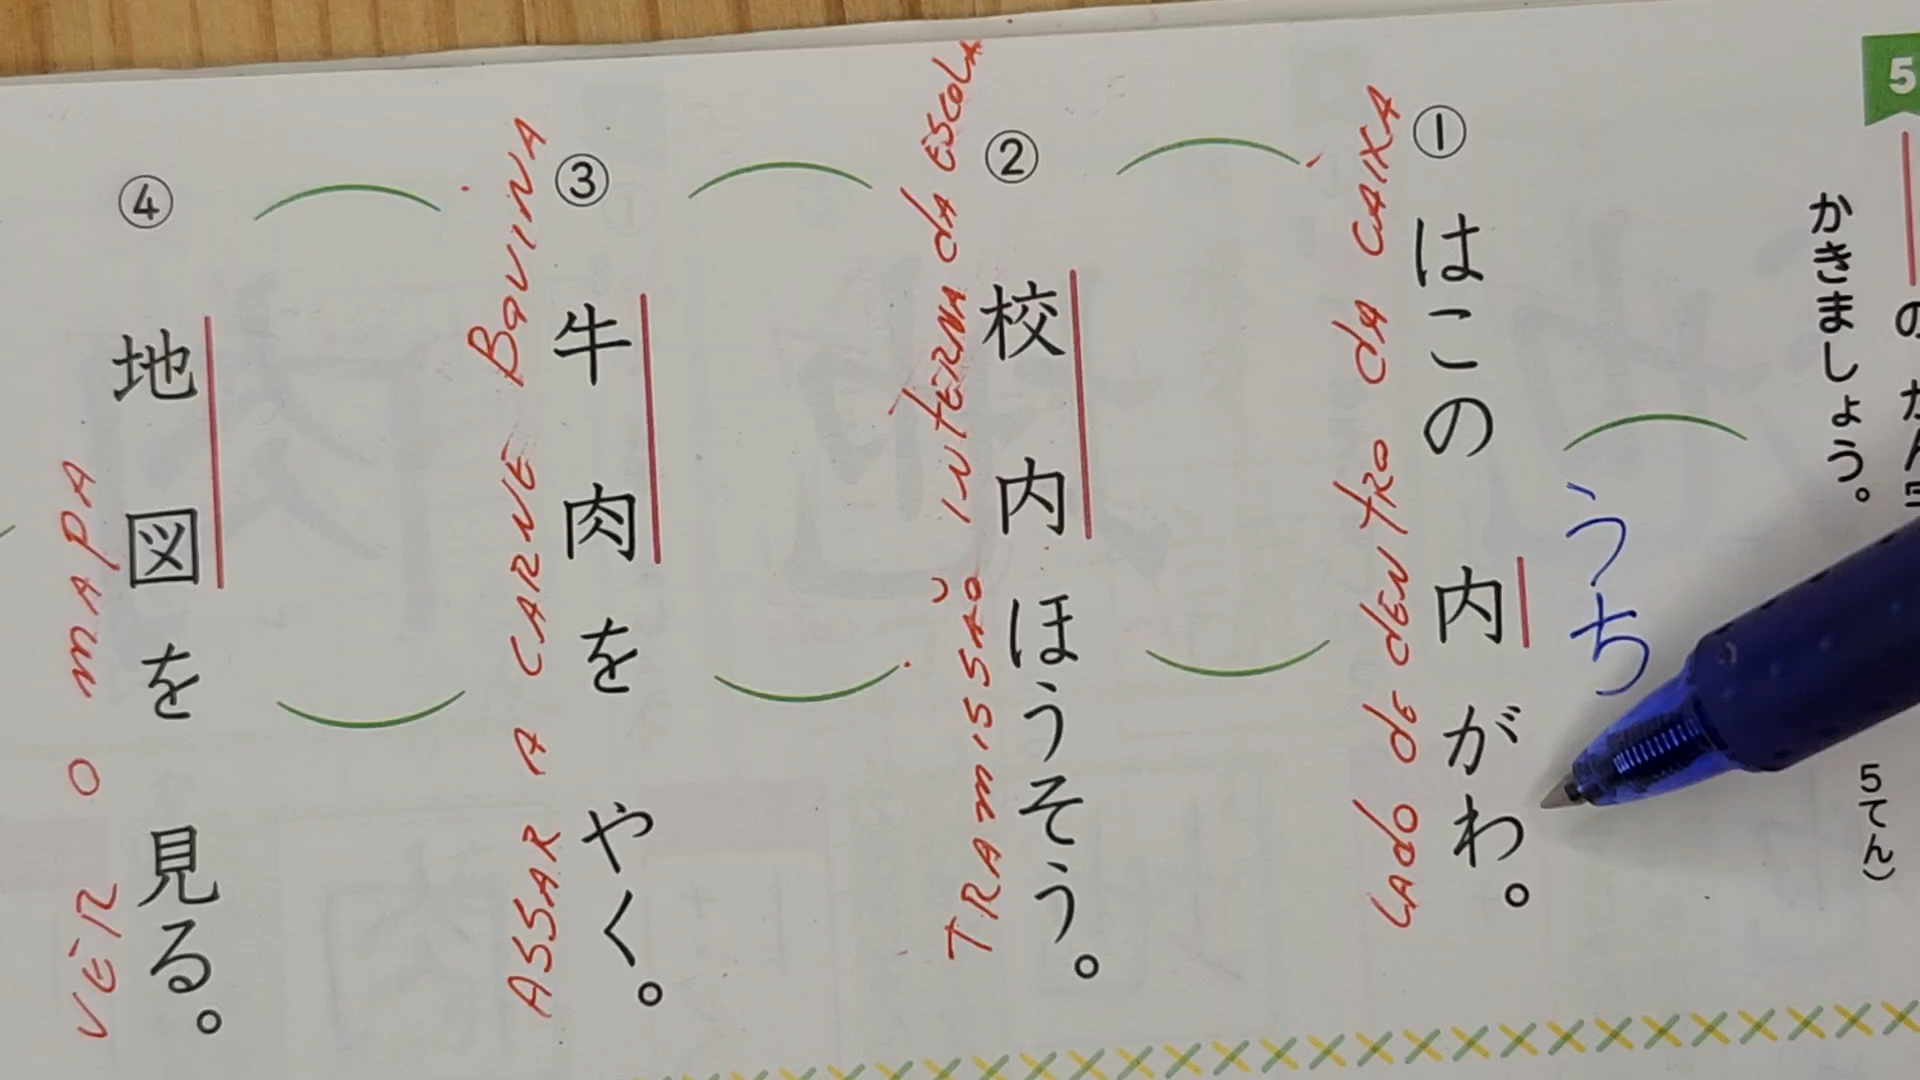 5
かきましょう。
5てん)
うち
①はこの内がわ。
LAdo dE dENTRO dA CAIXA
②校内ほうそう。
TRAMISSÃO INTERNA dA ESCOLA
③牛肉をやく。
ASSAR A CARNE BOVINA
④地図を見る。
VER O MAPA